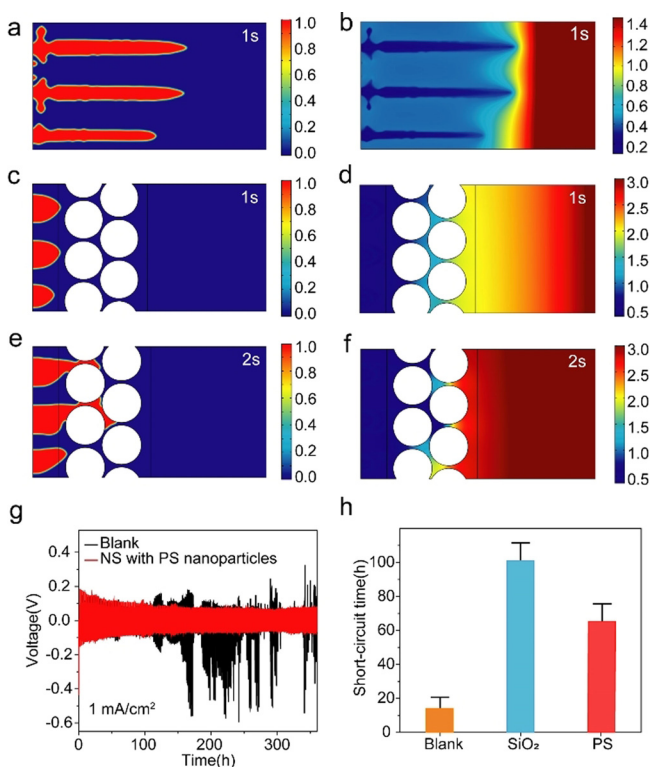 a 1s 1.0 0.8 0.6 0.4 0.2 0.0
b 1s 1.4 1.2 1.0 0.8 0.6 0.4 0.2
c 1s 1.0 0.8 0.6 0.4 0.2 0.0
d 1s 3.0 2.5 2.0 1.5 1.0 0.5
e 2s 1.0 0.8 0.6 0.4 0.2 0.0
f 2s 3.0 2.5 2.0 1.5 1.0 0.5
g
Blank
NS with PS nanoparticles
0.4
0.2
0.0
-0.2
-0.4
-0.6
Voltage(V)
1 mA/cm²
0 100 200 300
Time(h)
h
100
80
60
40
20
0
Short-circuit time(h)
Blank SiO₂ PS